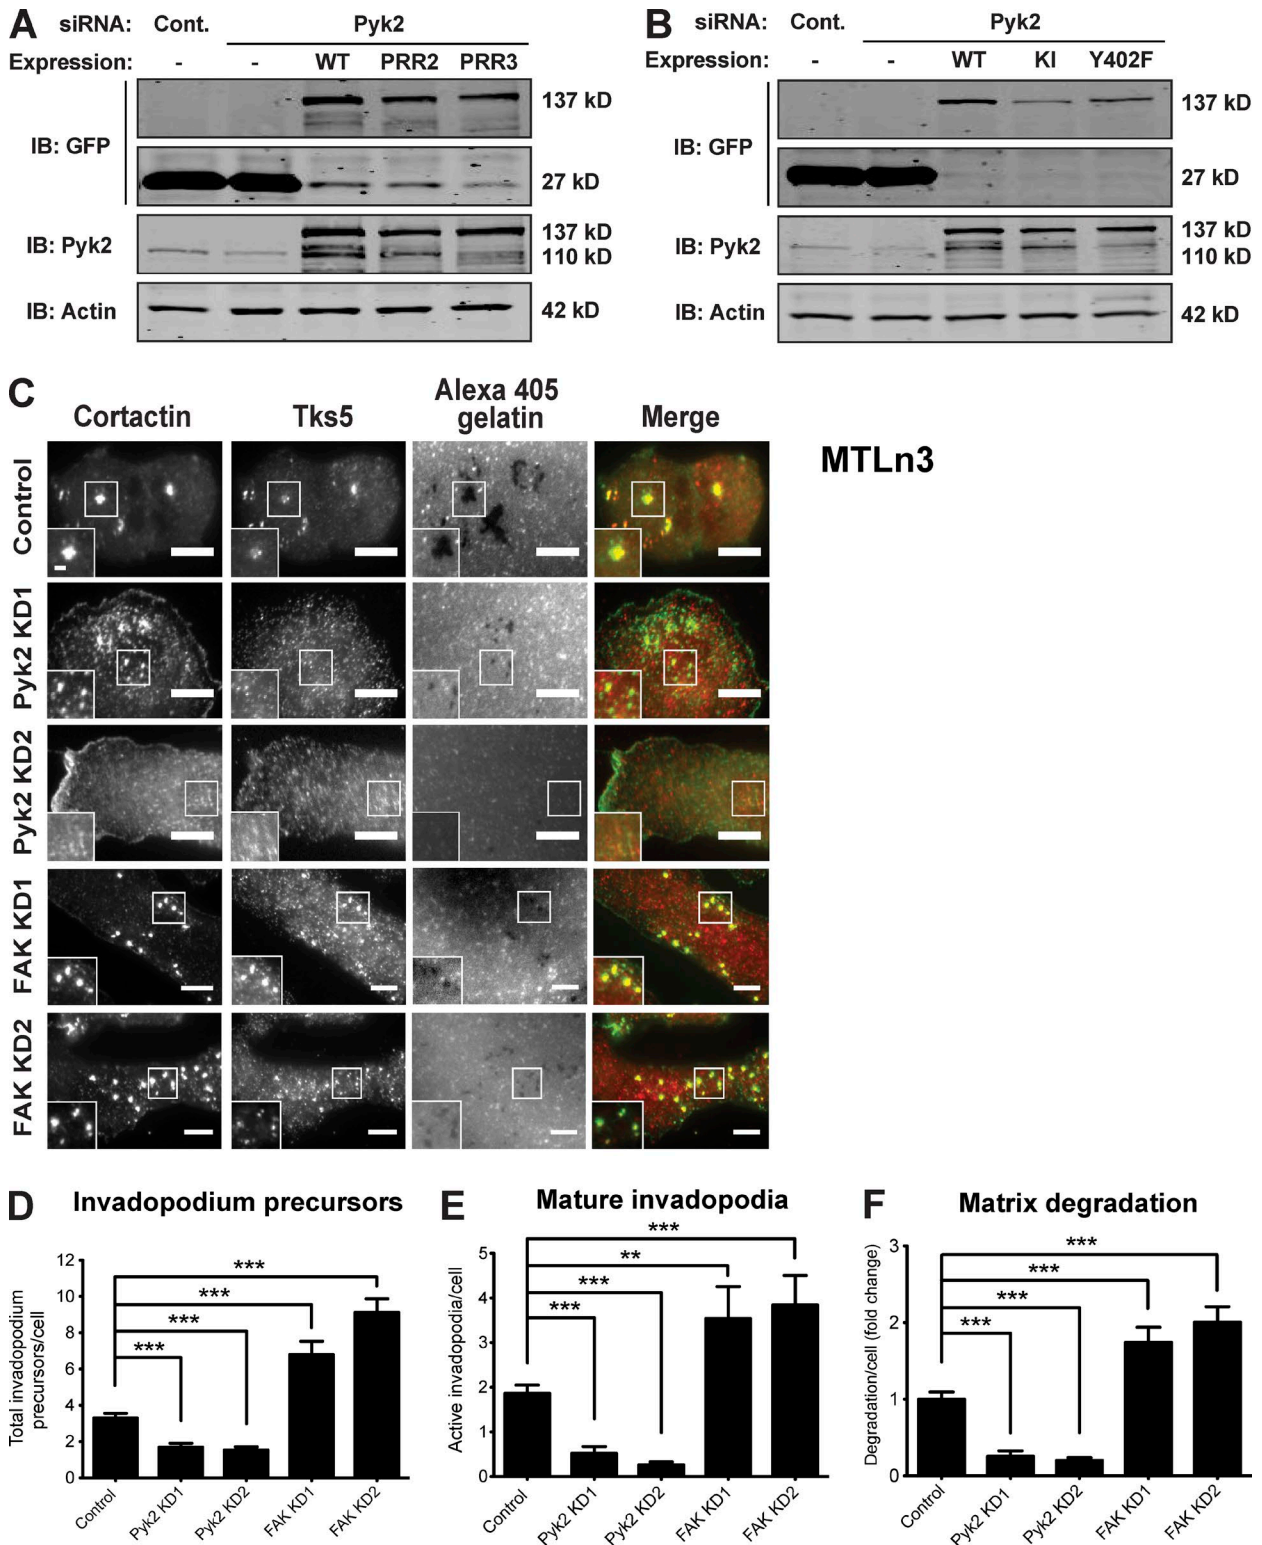 A
siRNA: Cont. Pyk2
Expression: - - WT PRR2 PRR3
IB: GFP
137 kD
27 kD
IB: Pyk2
137 kD
110 kD
IB: Actin
42 kD
B
siRNA: Cont. Pyk2
Expression: - - WT KI Y402F
IB: GFP
137 kD
27 kD
IB: Pyk2
137 kD
110 kD
IB: Actin
42 kD
C
Cortactin
Tks5
Alexa 405
gelatin
Merge
MTLn3
Control
Pyk2 KD1
Pyk2 KD2
FAK KD1
FAK KD2
D
Invadopodium precursors
Total invadopodium
precursors/cell
12
10
8
6
4
2
0
***
***
***
***
Control
Pyk2 KD1
Pyk2 KD2
FAK KD1
FAK KD2
E
Mature invadopodia
Active invadopodia/cell
5
4
3
2
1
0
***
**
***
***
Control
Pyk2 KD1
Pyk2 KD2
FAK KD1
FAK KD2
F
Matrix degradation
Degradation/cell (fold change)
3
2
1
0
***
***
***
***
Control
Pyk2 KD1
Pyk2 KD2
FAK KD1
FAK KD2